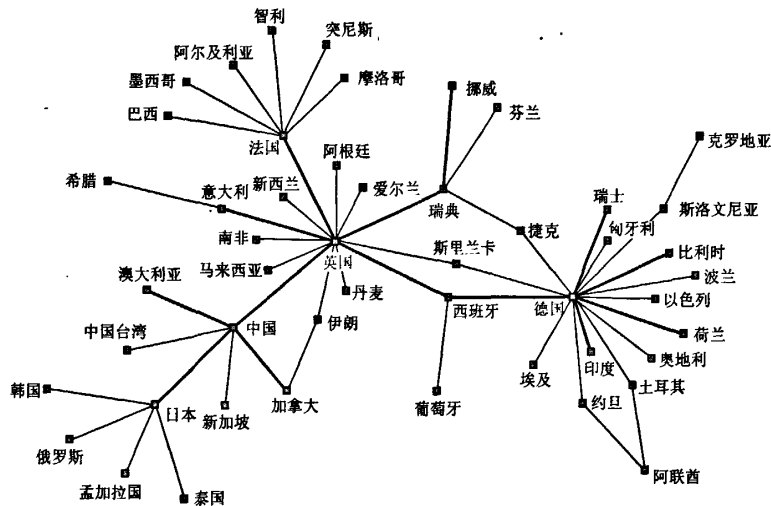 智利
突尼斯
阿尔及利亚
墨西哥
摩洛哥
挪威
巴西
芬兰
法国
阿根廷
克罗地亚
希腊
意大利
新西兰
爱尔兰
瑞典
瑞士
斯洛文尼亚
南非
捷克
匈牙利
英国
斯里兰卡
比利时
马来西亚
波兰
澳大利亚
丹麦
西班牙
德国
以色列
中国台湾
中国
伊朗
荷兰
印度
奥地利
韩国
埃及
土耳其
日本
新加坡
加拿大
葡萄牙
约旦
俄罗斯
孟加拉国
泰国
阿联酋